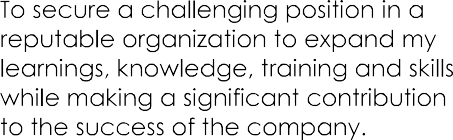 To secure a challenging position in a
reputable organization to expand my
learnings, knowledge, training and skills
while making a significant contribution
to the success of the company.